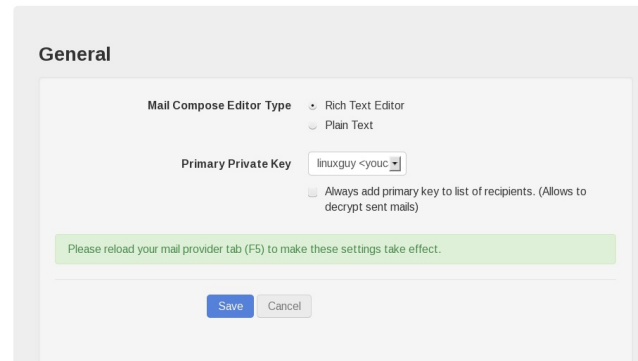 General
Mail Compose Editor Type
Rich Text Editor
Plain Text
Primary Private Key
linuxguy <youc
Always add primary key to list of recipients. (Allows to
decrypt sent mails)
Please reload your mail provider tab (F5) to make these settings take effect.
Save
Cancel